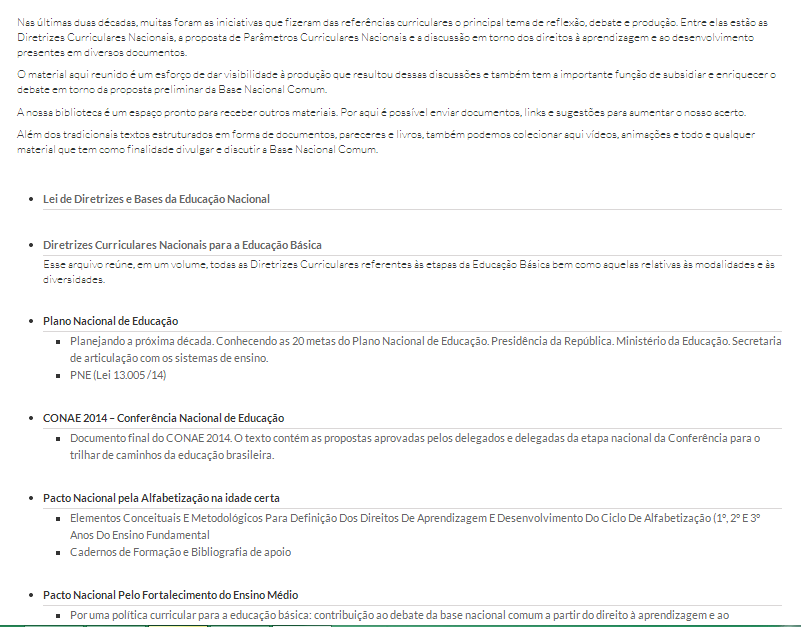 Nas últimas duas décadas, muitas foram as iniciativas que fizeram das referências curriculares o principal tema de reflexão, debate e produção. Entre elas estão as
Diretrizes Curriculares Nacionais, a proposta de Parâmetros Curriculares Nacionais e a discussão em torno dos direitos à aprendizagem e ao desenvolvimento
presentes em diversos documentos.
O material aqui reunido é um esforço de dar visibilidade à produção que resultou dessas discussões e também tem a importante função de subsidiar e enriquecer o
debate em torno da proposta preliminar da Base Nacional Comum.
A nossa biblioteca é um espaço pronto para receber outros materiais. Por aqui é possível enviar documentos, links e sugestões para aumentar o nosso acerto.
Além dos tradicionais textos estruturados em forma de documentos, pareceres e livros, também podemos colecionar aqui vídeos, animações e todo e qualquer
material que tem como finalidade divulgar e discutir a Base Nacional Comum.
• Lei de Diretrizes e Bases da Educação Nacional
• Diretrizes Curriculares Nacionais para a Educação Básica
Esse arquivo reúne, em um volume, todas as Diretrizes Curriculares referentes às etapas da Educação Básica bem como aquelas relativas às modalidades e às
diversidades.
• Plano Nacional de Educação
▪ Planejando a próxima década. Conhecendo as 20 metas do Plano Nacional de Educação. Presidência da República. Ministério da Educação. Secretaria
de articulação com os sistemas de ensino.
▪ PNE (Lei 13.005 /14)
• CONAE 2014 – Conferência Nacional de Educação
▪ Documento final do CONAE 2014. O texto contém as propostas aprovadas pelos delegados e delegadas da etapa nacional da Conferência para o
trilhar de caminhos da educação brasileira.
• Pacto Nacional pela Alfabetização na idade certa
▪ Elementos Conceituais E Metodológicos Para Definição Dos Direitos De Aprendizagem E Desenvolvimento Do Ciclo De Alfabetização (1º, 2º E 3º
Anos Do Ensino Fundamental
▪ Cadernos de Formação e Bibliografia de apoio
• Pacto Nacional Pelo Fortalecimento do Ensino Médio
▪ Por uma política curricular para a educação básica: contribuição ao debate da base nacional comum a partir do direito à aprendizagem e ao